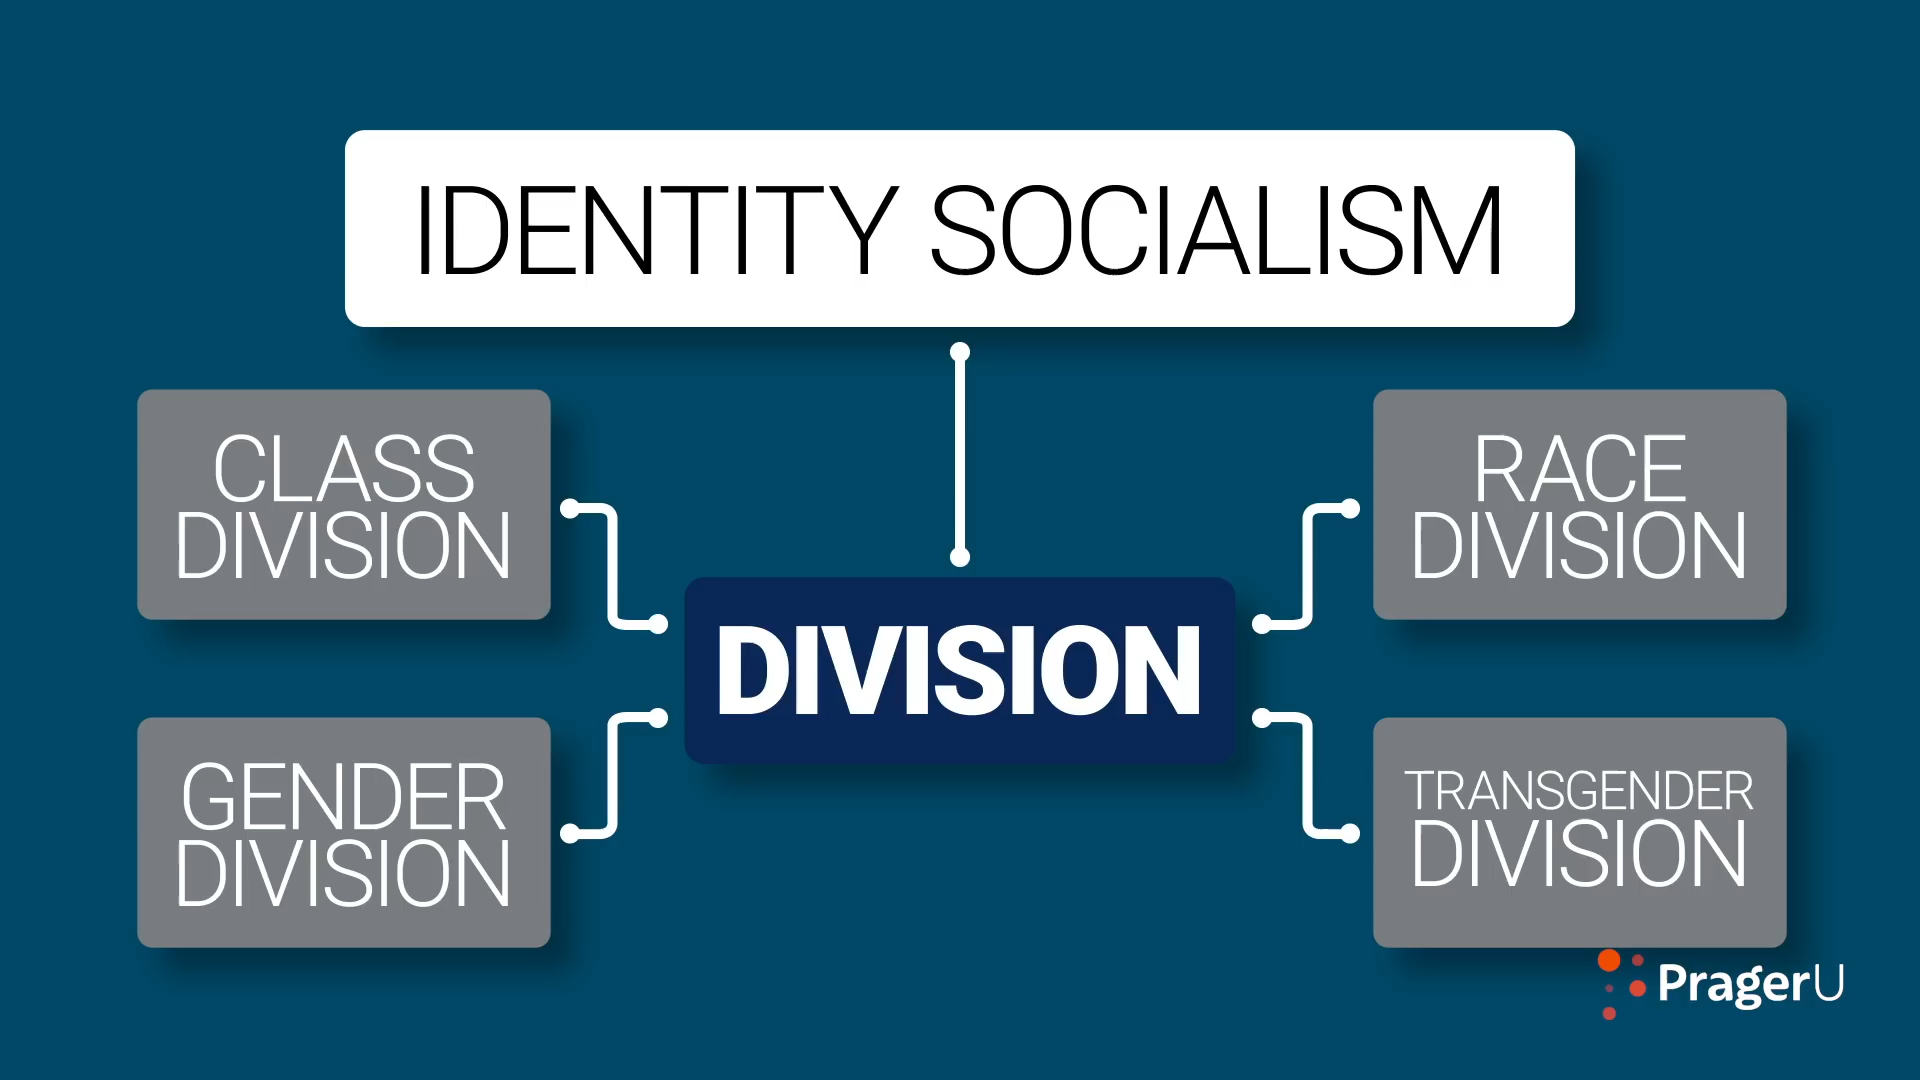 IDENTITY SOCIALISM
CLASS
DIVISION
RACE
DIVISION
DIVISION
GENDER
DIVISION
TRANSGENDER
DIVISION
PragerU